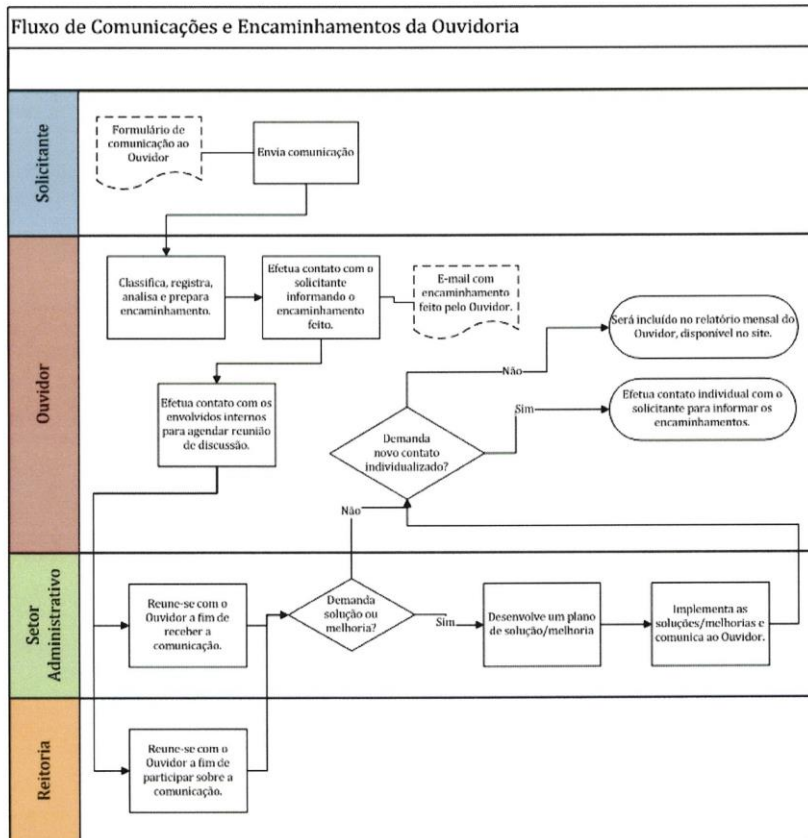 Fluxo de Comunicações e Encaminhamentos da Ouvidoria
Solicitante
Formulário de
comunicação ao
Ouvidor
Envia comunicação
Ouvidor
Classifica, registra,
analisa e prepara
encaminhamento.
Efetua contato com o
solicitante
informando o
encaminhamento
feito.
E-mail com
encaminhamento
feito pelo Ouvidor.
Será incluído no relatório mensal do
Ouvidor, disponível no site.
Não
Efetua contato individual com o
solicitante para informar os
encaminhamentos.
Sim
Efetua contato com os
envolvidos internos
para agendar reunião
de discussão.
Demanda
novo contato
individualizado?
Não
Setor
Administrativo
Reune-se com o
Ouvidor a fim de
receber a
comunicação.
Demanda
solução ou
melhoria?
Sim
Desenvolve um plano
de solução/melhoria
Implementa as
soluções/melhorias e
comunica ao Ouvidor.
Reitoria
Reune-se com o
Ouvidor a fim de
participar sobre a
comunicação.